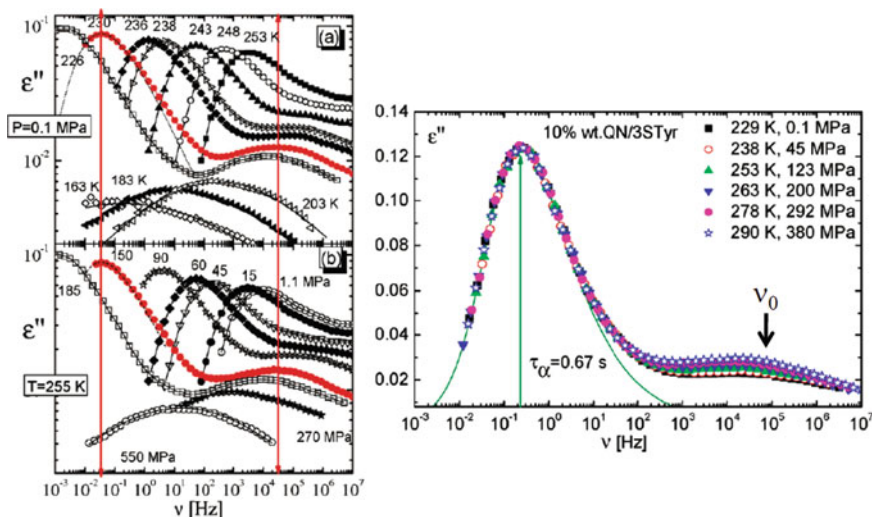 10⁻¹
230 236 238 243 248 253 K
(a)
226
ε"
P=0.1 MPa
10⁻²
163 K 183 K
203 K
10⁻¹
185 150 90 60 45 15 1.1 MPa
(b)
ε"
T=255 K
270 MPa
550 MPa
10⁻³ 10⁻² 10⁻¹ 10⁰ 10¹ 10² 10³ 10⁴ 10⁵ 10⁶ 10⁷
ν [Hz]
0.14
0.12
0.10
0.08
0.06
0.04
0.02
ε"
10% wt.QN/3STyr
229 K, 0.1 MPa
238 K, 45 MPa
253 K, 123 MPa
263 K, 200 MPa
278 K, 292 MPa
290 K, 380 MPa
ν₀
τα=0.67 s
10⁻³ 10⁻² 10⁻¹ 10⁰ 10¹ 10² 10³ 10⁴ 10⁵ 10⁶ 10⁷
ν [Hz]